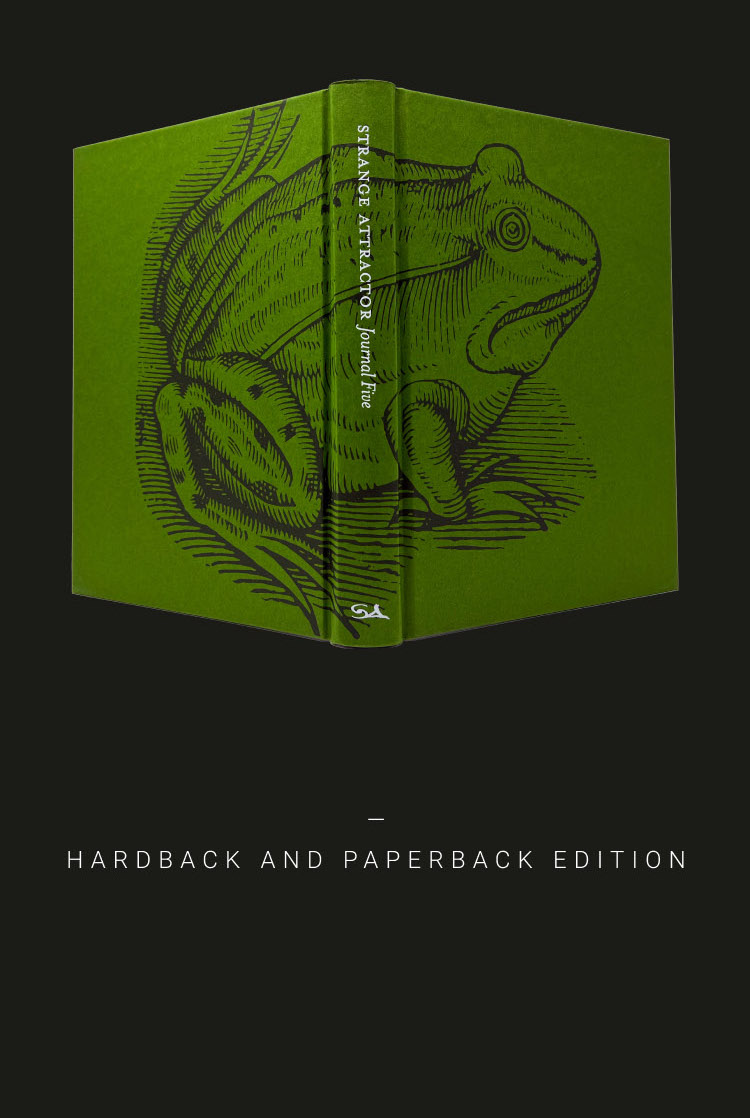 STRANGE ATTRACTOR Journal Five
—
HARDBACK AND PAPERBACK EDITION